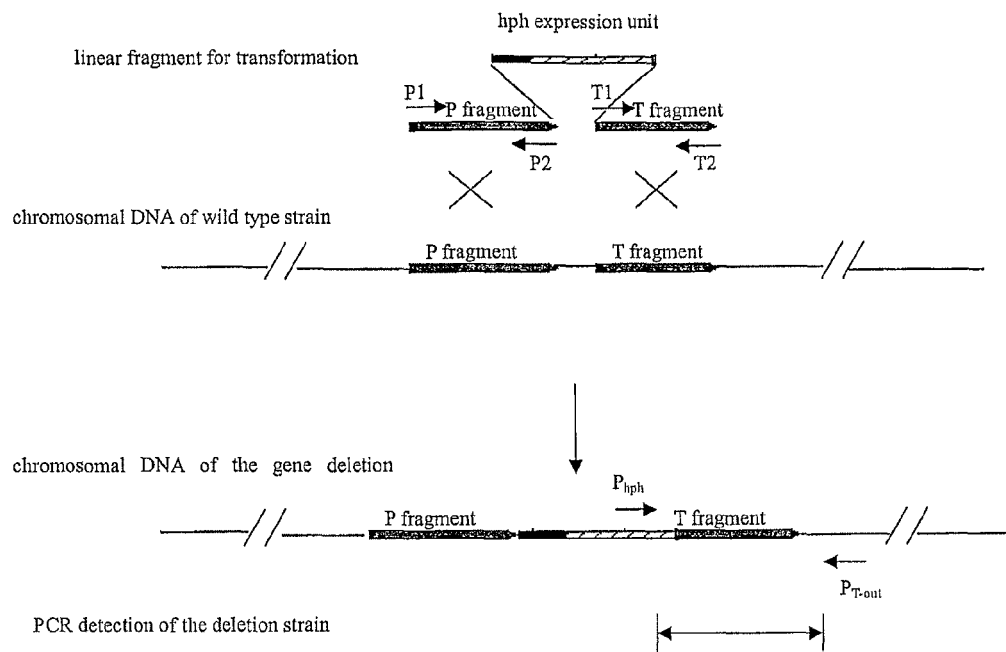 hph expression unit
linear fragment for transformation
P1
P fragment
T1
T fragment
P2
T2
chromosomal DNA of wild type strain
P fragment
T fragment
chromosomal DNA of the gene deletion
Phph
P fragment
T fragment
PT-out
PCR detection of the deletion strain